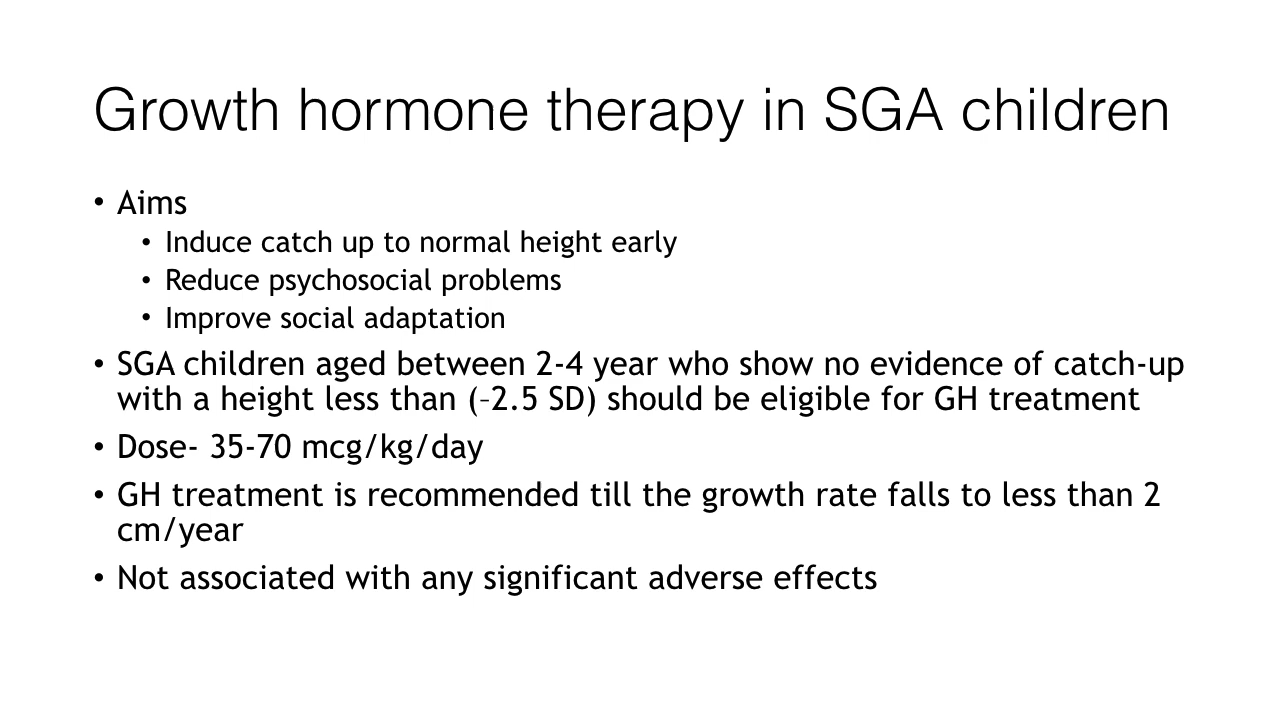 Growth hormone therapy in SGA children
• Aims
• Induce catch up to normal height early
• Reduce psychosocial problems
• Improve social adaptation
• SGA children aged between 2-4 year who show no evidence of catch-up
with a height less than (–2.5 SD) should be eligible for GH treatment
• Dose- 35-70 mcg/kg/day
• GH treatment is recommended till the growth rate falls to less than 2
cm/year
• Not associated with any significant adverse effects